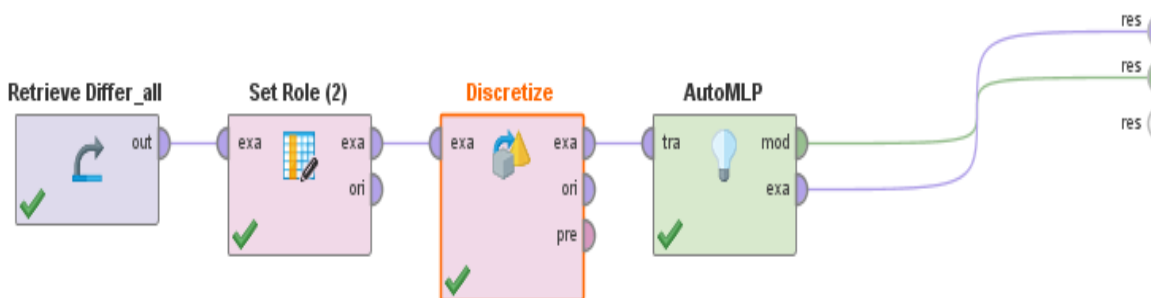 res
res
res
Retrieve Differ_all
out
Set Role (2)
exa
exa
ori
Discretize
exa
exa
ori
pre
AutoMLP
tra
mod
exa